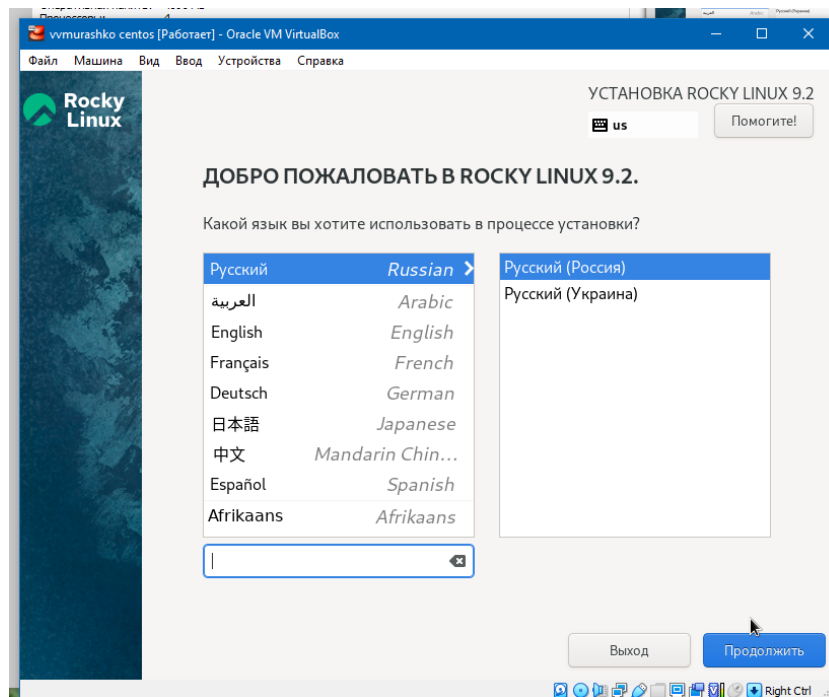 vvmurashko centos [Работает] - Oracle VM VirtualBox
Файл Машина Вид Ввод Устройства Справка
Rocky Linux
УСТАНОВКА ROCKY LINUX 9.2
us
Помогите!
ДОБРО ПОЖАЛОВАТЬ В ROCKY LINUX 9.2.
Какой язык вы хотите использовать в процессе установки?
Русский Russian
Русский (Россия)
Русский (Украина)
العربية Arabic
English English
Français French
Deutsch German
日本語 Japanese
中文 Mandarin Chin...
Español Spanish
Afrikaans Afrikaans
Выход
Продолжить
Right Ctrl